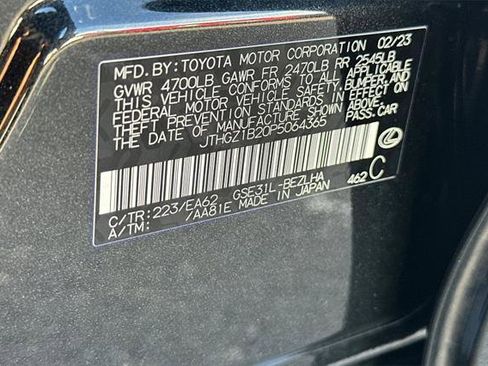 MFD. BY: TOYOTA MOTOR CORPORATION 02/23
GVWR 4700LB GAWR FR 2470LB RR 2545LB
THIS VEHICLE CONFORMS TO ALL APPLICABLE
FEDERAL MOTOR VEHICLE SAFETY, BUMPER, AND
THEFT PREVENTION STANDARDS IN EFFECT ON
THE DATE OF MANUFACTURE SHOWN ABOVE.
JTHGZ1B20P5064365 PASS. CAR
462 C
C/TR: 223/EA62 GSE31L-BEZLHA
A/TM: /AA81E MADE IN JAPAN